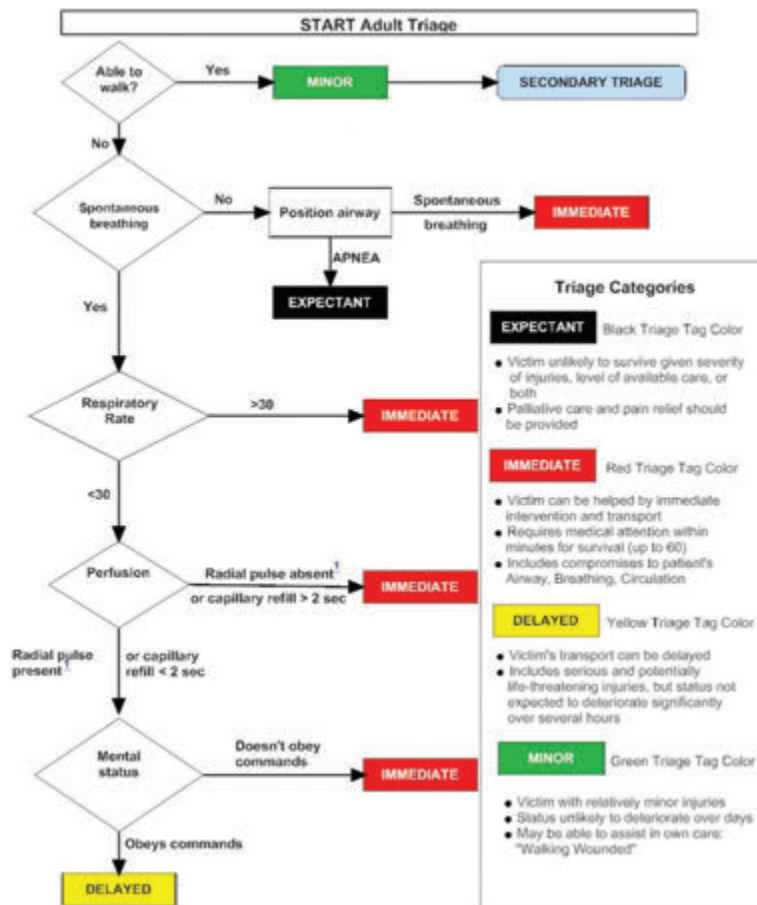 START Adult Triage
Able to
walk?
Yes
MINOR
SECONDARY TRIAGE
No
Spontaneous
breathing
No
Position airway
Spontaneous
breathing
IMMEDIATE
APNEA
EXPECTANT
Yes
Respiratory
Rate
>30
IMMEDIATE
<30
Perfusion
Radial pulse absent¶
or capillary refill > 2 sec
IMMEDIATE
Radial pulse
present¶
or capillary
refill < 2 sec
Mental
status
Doesn't obey
commands
IMMEDIATE
Obeys commands
DELAYED
Triage Categories
EXPECTANT Black Triage Tag Color
• Victim unlikely to survive given severity
of injuries, level of available care, or
both
• Palliative care and pain relief should
be provided
IMMEDIATE Red Triage Tag Color
• Victim can be helped by immediate
intervention and transport
• Requires medical attention within
minutes for survival (up to 60)
• Includes compromises to patient's
Airway, Breathing, Circulation
DELAYED Yellow Triage Tag Color
• Victim's transport can be delayed
• Includes serious and potentially
life-threatening injuries, but status not
expected to deteriorate significantly
over several hours
MINOR Green Triage Tag Color
• Victim with relatively minor injuries
• Status unlikely to deteriorate over days
• May be able to assist in own care:
"Walking Wounded"